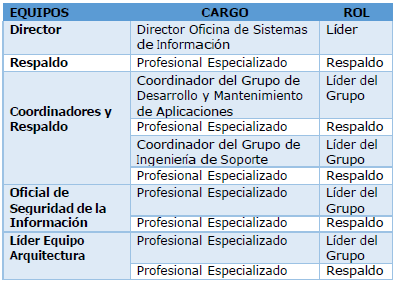 EQUIPOS CARGO ROL
Director Director Oficina de Sistemas de Información Líder
Respaldo Profesional Especializado Respaldo
Coordinadores y Respaldo Coordinador del Grupo de Desarrollo y Mantenimiento de Aplicaciones Líder del Grupo
Profesional Especializado Respaldo
Coordinador del Grupo de Ingeniería de Soporte Líder del Grupo
Profesional Especializado Respaldo
Oficial de Seguridad de la Información Profesional Especializado Líder del Grupo
Profesional Especializado Respaldo
Líder Equipo Arquitectura Profesional Especializado Líder del Grupo
Profesional Especializado Respaldo